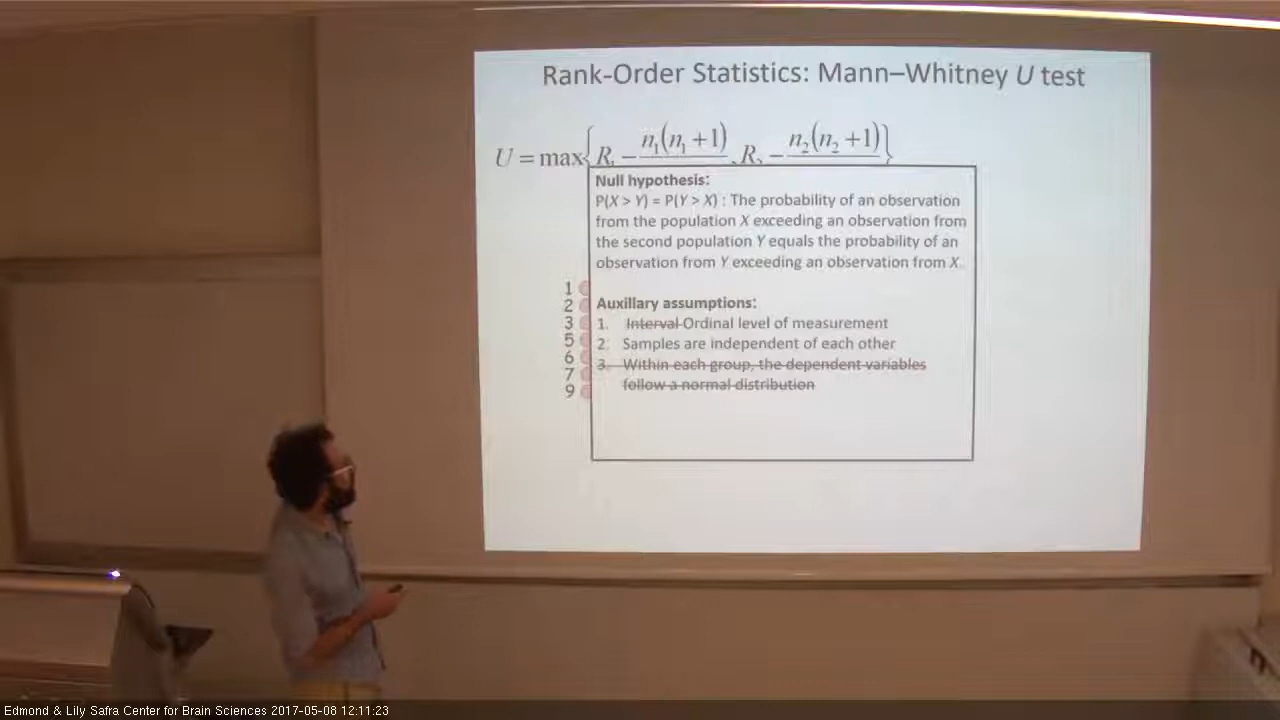 Rank-Order Statistics: Mann–Whitney U test
U = max{R₁ − n₁(n₁ + 1) , R₂ − n₂(n₂ + 1)}
Null hypothesis:
P(X > Y) = P(Y > X) : The probability of an observation
from the population X exceeding an observation from
the second population Y equals the probability of an
observation from Y exceeding an observation from X.
1
2
3
5
6
7
9
Auxillary assumptions:
1. Interval Ordinal level of measurement
2. Samples are independent of each other
3. Within each group, the dependent variables
follow a normal distribution
Edmond & Lily Safra Center for Brain Sciences 2017-05-08 12:11:23